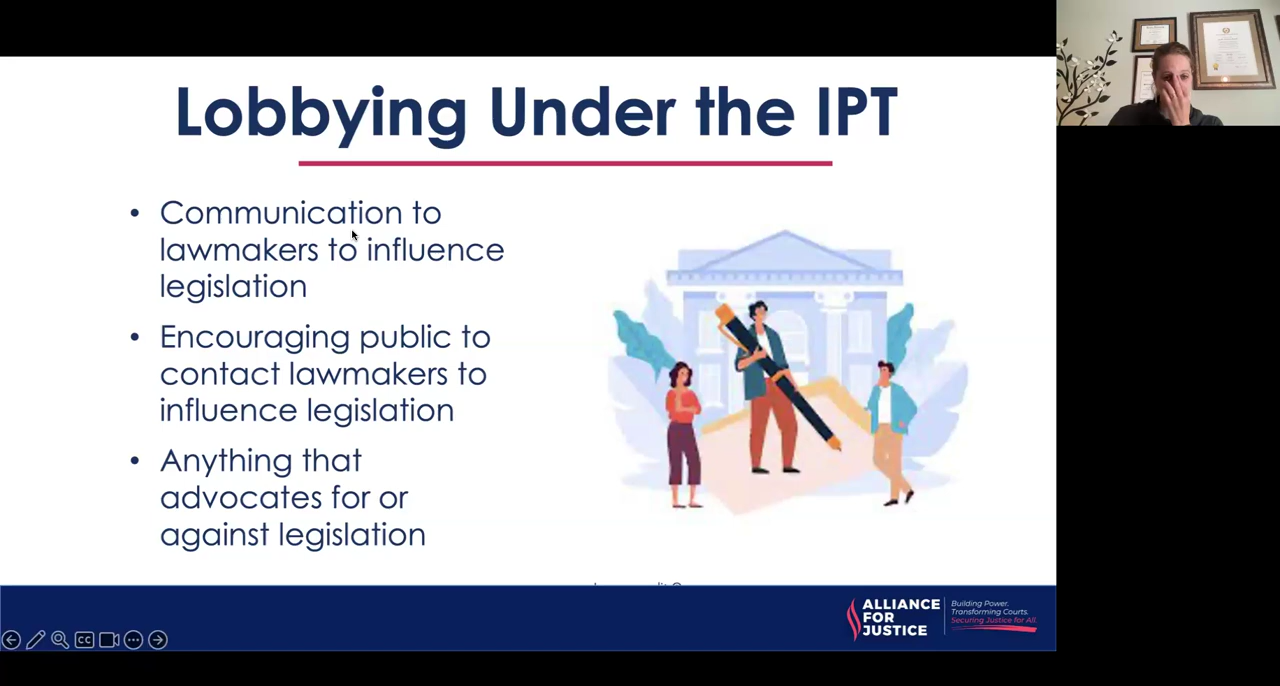 Lobbying Under the IPT
• Communication to
lawmakers to influence
legislation
• Encouraging public to
contact lawmakers to
influence legislation
• Anything that
advocates for or
against legislation
ALLIANCE
FOR
JUSTICE
Building Power.
Transforming Courts.
Securing Justice for All.
CC